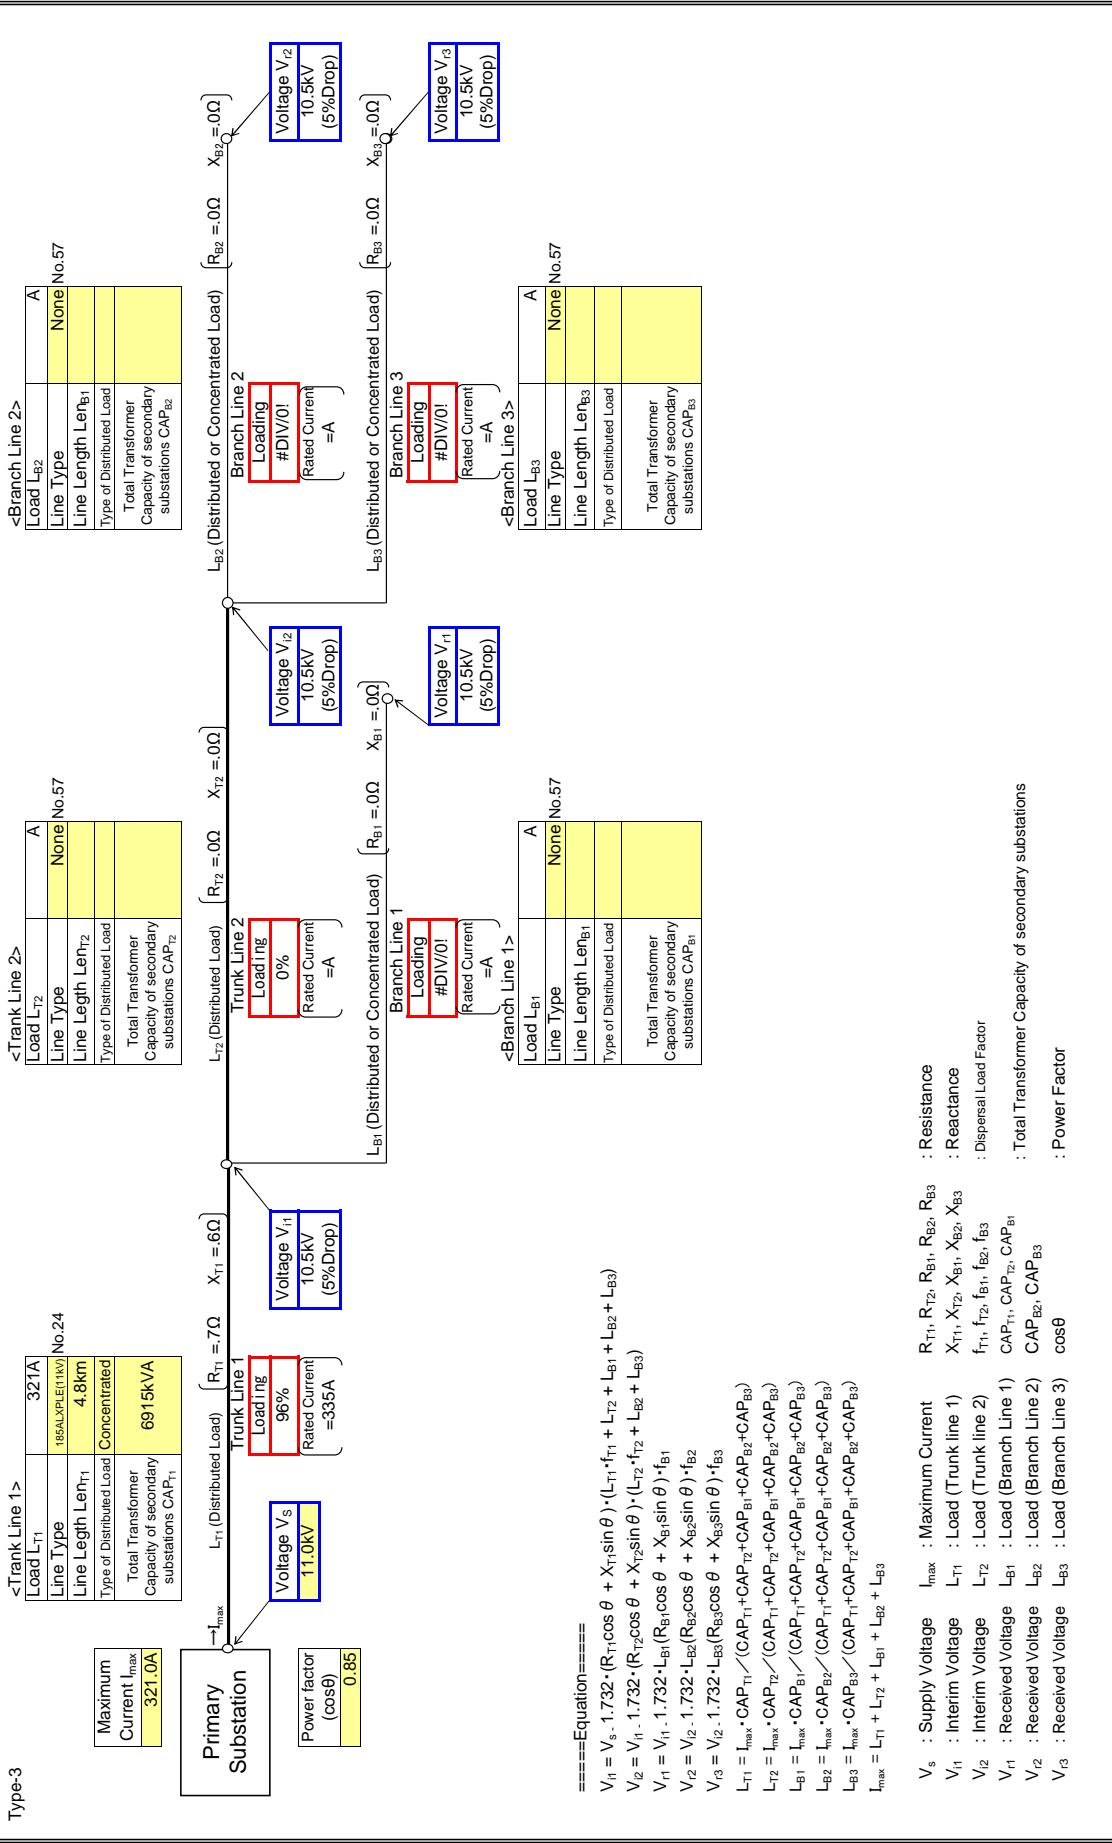 Type-3
Maximum
Current Imax
321.0A
Primary
Substation
→Imax
Power factor
(cosθ)
0.85
Voltage VS
11.0kV
<Trank Line 1>
Load LT1 321A
Line Type 185ALXPLE(11kV) No.24
Line Legth LenT1 4.8km
Type of Distributed Load Concentrated
Total Transformer
Capacity of secondary
substations CAPT1
6915kVA
LT1 (Distributed Load) RT1 =.7Ω XT1 =.6Ω
Trunk Line 1
Loading
96%
Rated Current
=335A
Voltage Vi1
10.5kV
(5%Drop)
<Trank Line 2>
Load LT2 A
Line Type None No.57
Line Length LenT2
Type of Distributed Load
Total Transformer
Capacity of secondary
substations CAPT2
LT2 (Distributed Load) RT2 =.0Ω XT2 =.0Ω
Trunk Line 2
Loading
0%
Rated Current
=A
Voltage Vi2
10.5kV
(5%Drop)
LB1 (Distributed or Concentrated Load) RB1 =.0Ω XB1 =.0Ω
Branch Line 1
Loading
#DIV/0!
Rated Current
=A
Voltage Vr1
10.5kV
(5%Drop)
<Branch Line 1>
Load LB1 A
Line Type None No.57
Line Length LenB1
Type of Distributed Load
Total Transformer
Capacity of secondary
substations CAPB1
<Branch Line 2>
Load LB2 A
Line Type None No.57
Line Length LenB1
Type of Distributed Load
Total Transformer
Capacity of secondary
substations CAPB2
LB2 (Distributed or Concentrated Load) RB2 =.0Ω XB2 =.0Ω
Branch Line 2
Loading
#DIV/0!
Rated Current
=A
Voltage Vr2
10.5kV
(5%Drop)
LB3 (Distributed or Concentrated Load) RB3 =.0Ω XB3 =.0Ω
Branch Line 3
Loading
#DIV/0!
Rated Current
=A
Voltage Vr3
10.5kV
(5%Drop)
<Branch Line 3>
Load LB3 A
Line Type None No.57
Line Length LenB3
Type of Distributed Load
Total Transformer
Capacity of secondary
substations CAPB3
=====Equation=====
Vi1 = Vs - 1.732・(RT1cos θ + XT1sin θ)・(LT1・fT1 + LT2 + LB1 + LB2 + LB3)
Vi2 = Vi1 - 1.732・(RT2cos θ + XT2sin θ)・(LT2・fT2 + LB2 + LB3)
Vr1 = Vi1 - 1.732・LB1(RB1cos θ + XB1sin θ)・fB1
Vr2 = Vi2 - 1.732・LB2(RB2cos θ + XB2sin θ)・fB2
Vr3 = Vi2 - 1.732・LB3(RB3cos θ + XB3sin θ)・fB3
LT1 = Imax・CAPT1／(CAPT1+CAPT2+CAPB1+CAPB2+CAPB3)
LT2 = Imax・CAPT2／(CAPT1+CAPT2+CAPB1+CAPB2+CAPB3)
LB1 = Imax・CAPB1／(CAPT1+CAPT2+CAPB1+CAPB2+CAPB3)
LB2 = Imax・CAPB2／(CAPT1+CAPT2+CAPB1+CAPB2+CAPB3)
LB3 = Imax・CAPB3／(CAPT1+CAPT2+CAPB1+CAPB2+CAPB3)
Imax = LT1 + LT2 + LB1 + LB2 + LB3
Vs : Supply Voltage Imax : Maximum Current RT1, RT2, RB1, RB2, RB3 : Resistance
Vi1 : Interim Voltage LT1 : Load (Trunk line 1) XT1, XT2, XB1, XB2, XB3 : Reactance
Vi2 : Interim Voltage LT2 : Load (Trunk line 2) fT1, fT2, fB1, fB2, fB3 : Dispersal Load Factor
Vr1 : Received Voltage LB1 : Load (Branch Line 1) CAPT1, CAPT2, CAPB1 : Total Transformer Capacity of secondary substations
Vr2 : Received Voltage LB2 : Load (Branch Line 2) CAPB2, CAPB3
Vr3 : Received Voltage LB3 : Load (Branch Line 3) cosθ : Power Factor